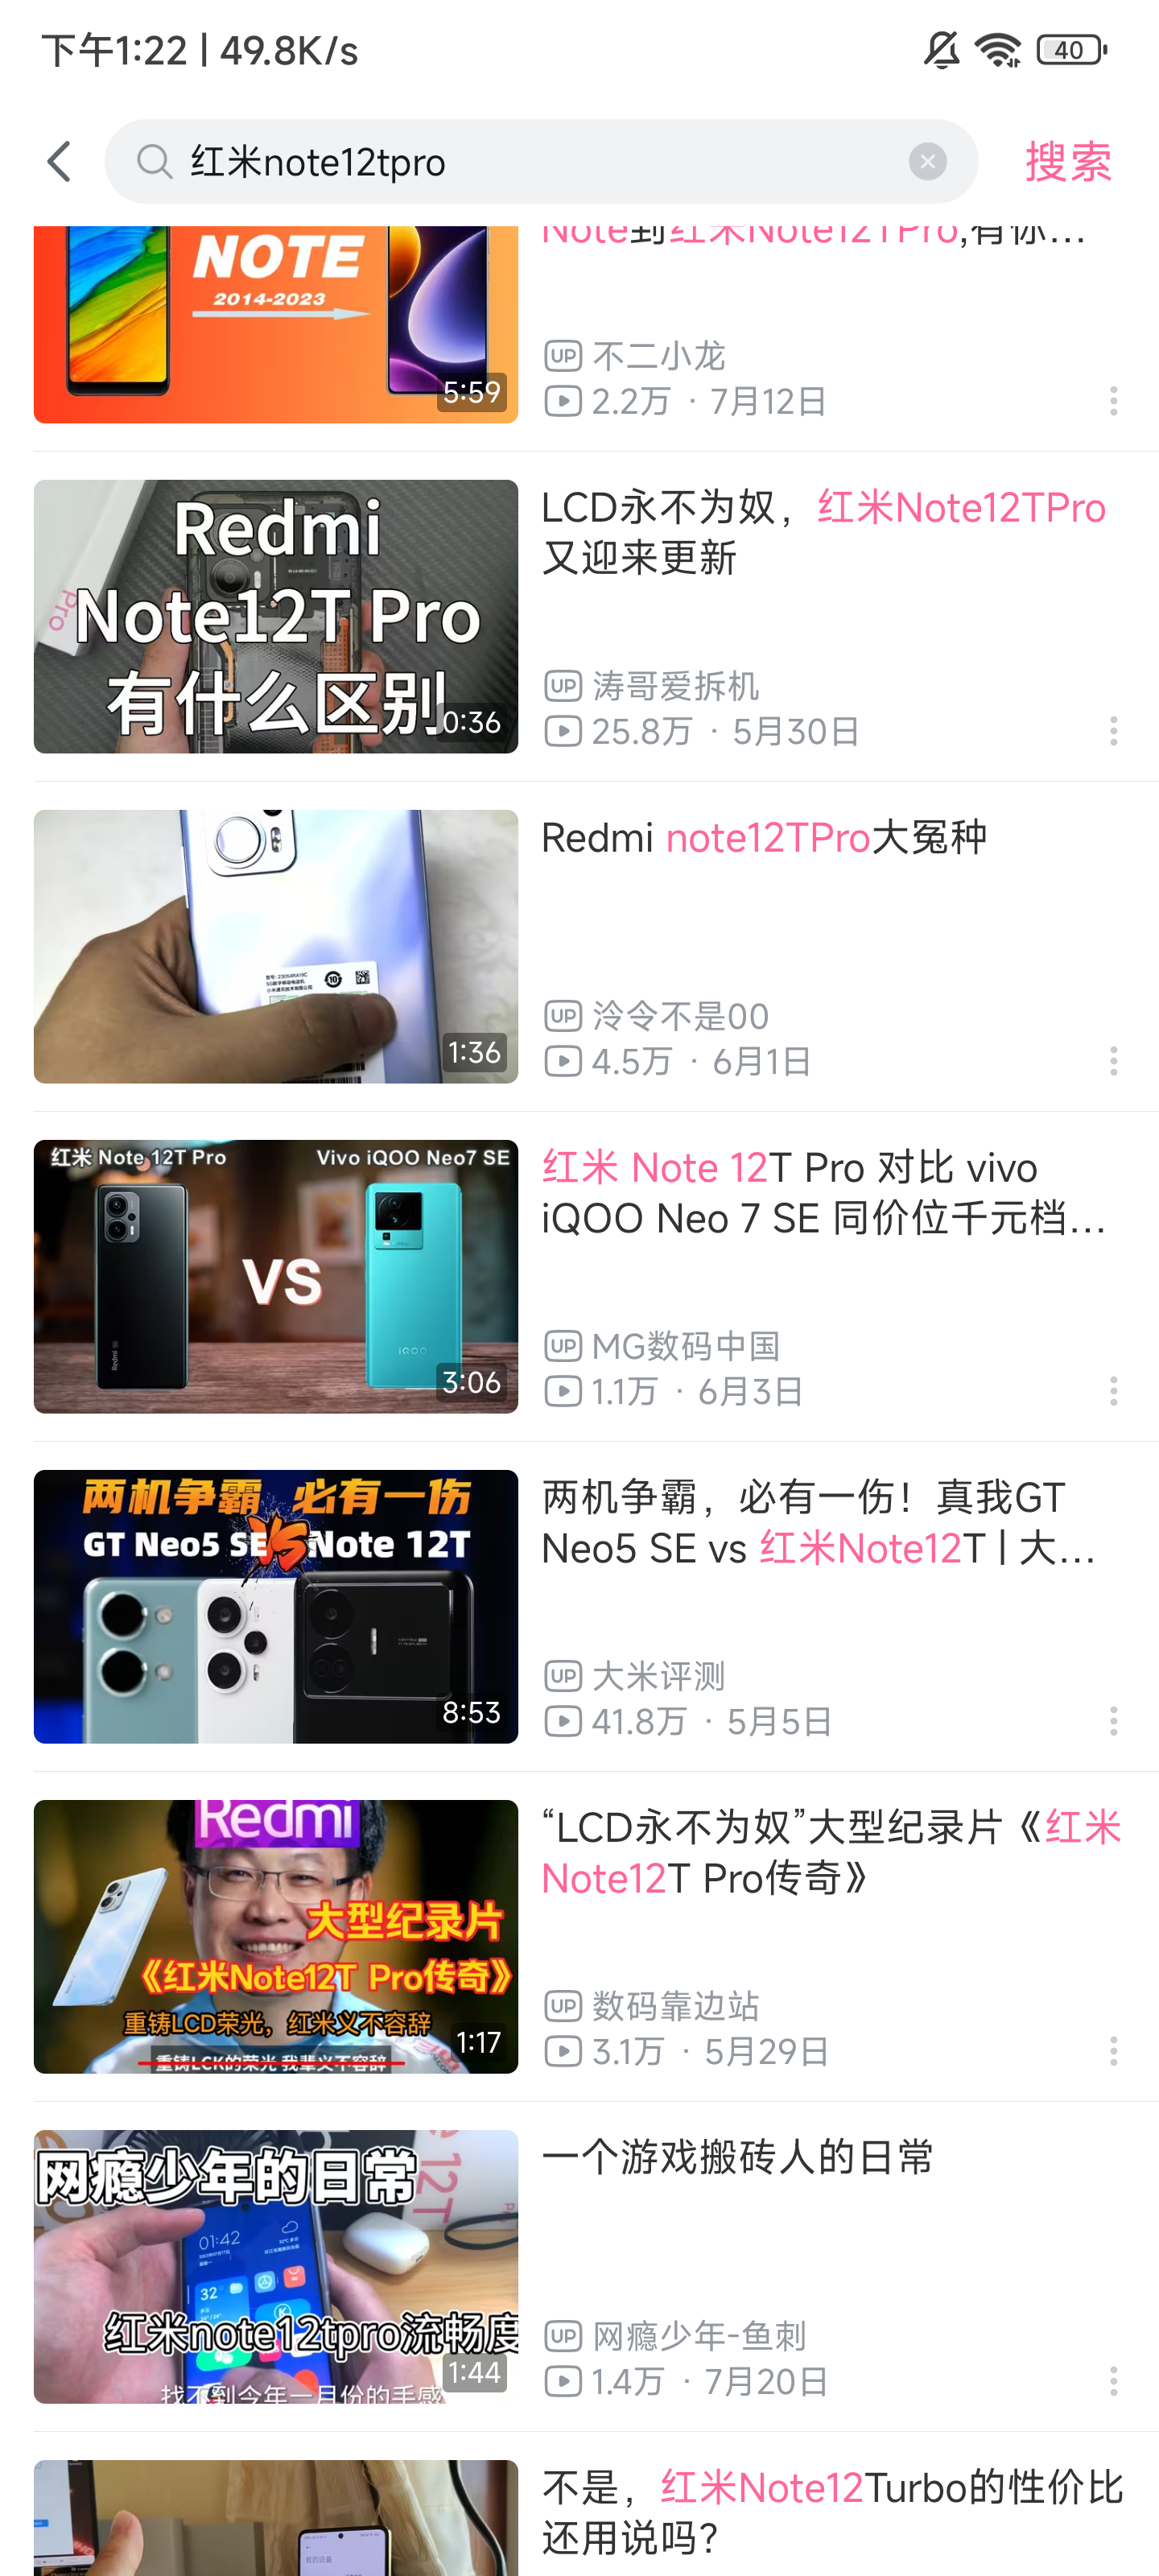 下午1:22 | 49.8K/s
40
红米note12tpro
搜索
NOTE
2014-2023
5:59
Note到红米Note12TPro,有你...
UP 不二小龙
2.2万 · 7月12日
Redmi
Note12T Pro
有什么区别
Pro
0:36
LCD永不为奴，红米Note12TPro
又迎来更新
UP 涛哥爱拆机
25.8万 · 5月30日
1:36
Redmi note12TPro大冤种
UP 泠令不是00
4.5万 · 6月1日
红米 Note 12T Pro
Vivo iQOO Neo7 SE
VS
Redmi
iQOO
3:06
红米 Note 12T Pro 对比 vivo
iQOO Neo 7 SE 同价位千元档...
UP MG数码中国
1.1万 · 6月3日
两机争霸 必有一伤
GT Neo5 SE VS Note 12T
8:53
两机争霸，必有一伤！真我GT
Neo5 SE vs 红米Note12T | 大...
UP 大米评测
41.8万 · 5月5日
Redmi
大型纪录片
《红米Note12T Pro传奇》
重铸LCD荣光，红米义不容辞
重铸LCK的荣光 我辈义不容辞
1:17
“LCD永不为奴”大型纪录片《红米
Note12T Pro传奇》
UP 数码靠边站
3.1万 · 5月29日
网瘾少年的日常
12T
01:42
32
红米note12tpro流畅度
找不到今年一月份的手感
1:44
一个游戏搬砖人的日常
UP 网瘾少年-鱼刺
1.4万 · 7月20日
不是，红米Note12Turbo的性价比
还用说吗？